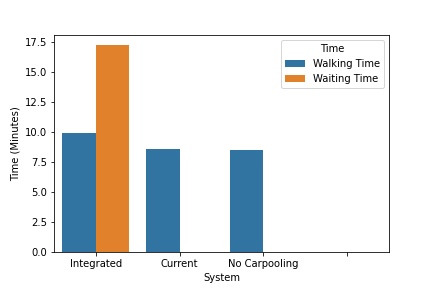 17.5
15.0
12.5
10.0
7.5
5.0
2.5
0.0
Time (Minutes)
Time
Walking Time
Waiting Time
Integrated Current No Carpooling
System